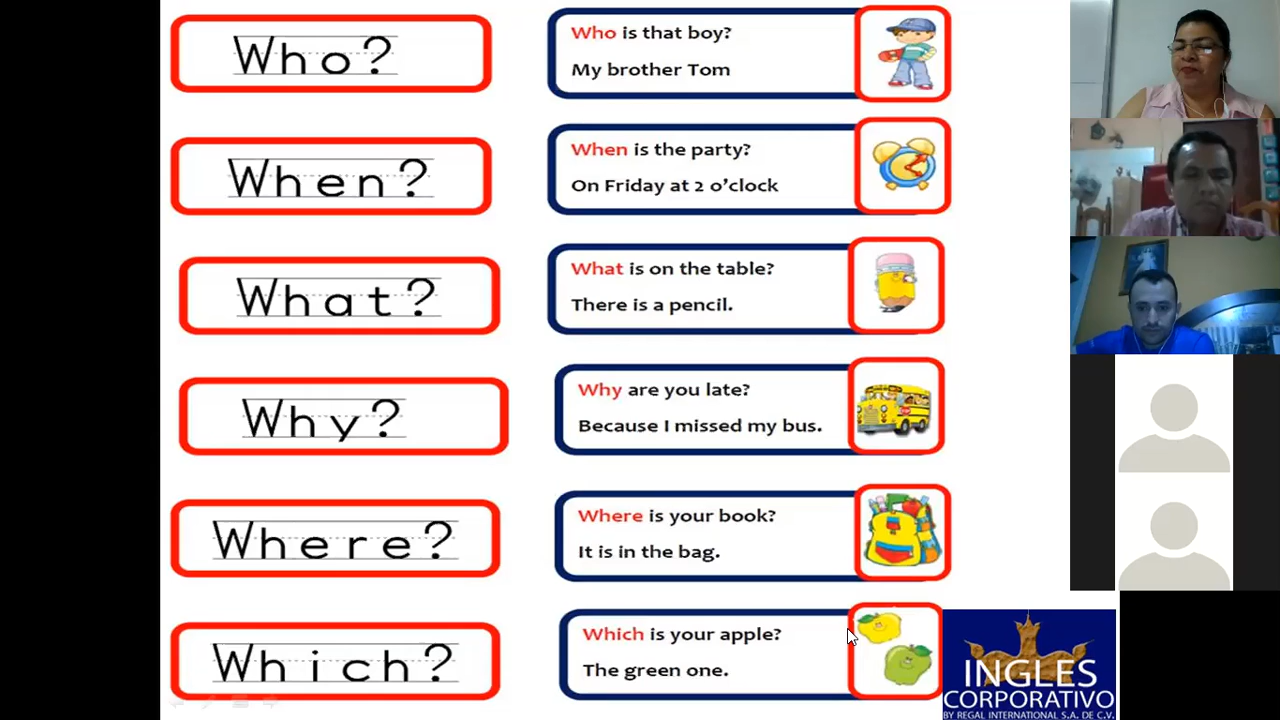 Who?
Who is that boy?
My brother Tom
When?
When is the party?
On Friday at 2 o'clock
What?
What is on the table?
There is a pencil.
Why?
Why are you late?
Because I missed my bus.
Where?
Where is your book?
It is in the bag.
Which?
Which is your apple?
The green one.
INGLES
CORPORATIVO
BY REGAL INTERNATIONAL S.A. DE C.V.